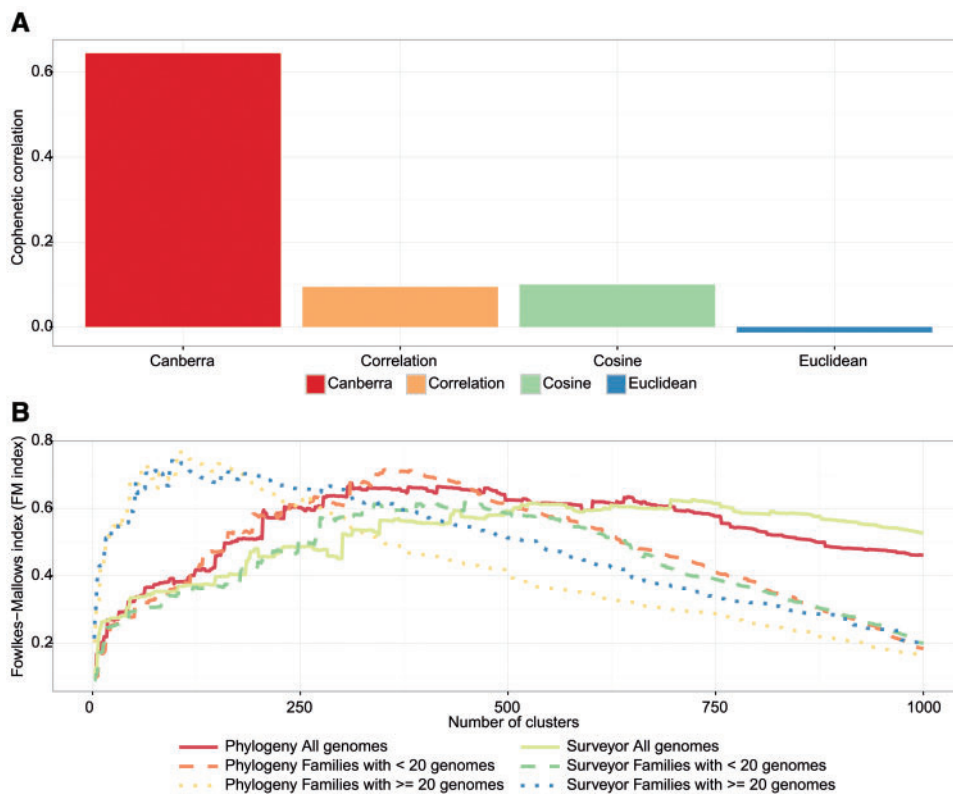 A
Cophenetic correlation
0.6
0.4
0.2
0.0
Canberra Correlation Cosine Euclidean
Canberra Correlation Cosine Euclidean
B
Fowlkes−Mallows index (FM index)
0.8
0.6
0.4
0.2
0 250 500 750 1000
Number of clusters
Phylogeny All genomes Surveyor All genomes
Phylogeny Families with < 20 genomes Surveyor Families with < 20 genomes
Phylogeny Families with >= 20 genomes Surveyor Families with >= 20 genomes